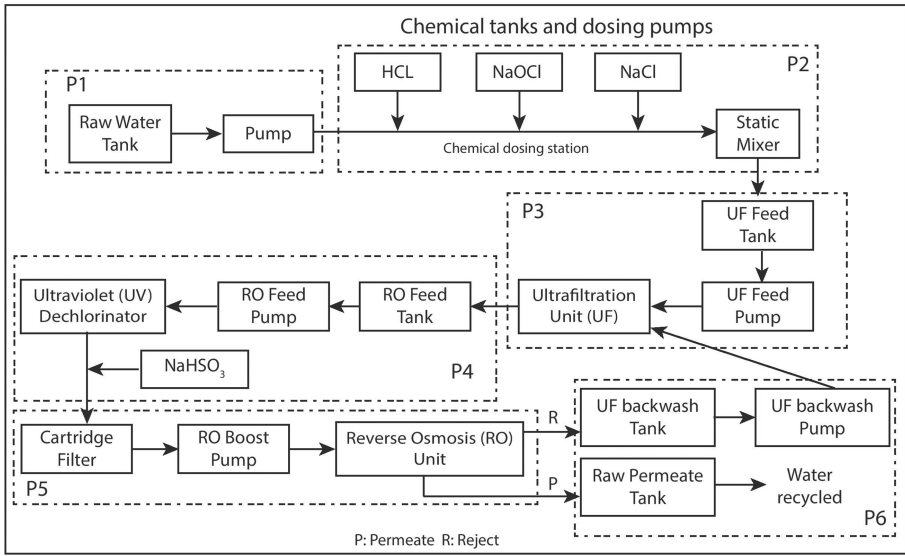 Chemical tanks and dosing pumps
P1
Raw Water
Tank
Pump
P2
HCL
NaOCl
NaCl
Chemical dosing station
Static
Mixer
P3
UF Feed
Tank
UF Feed
Pump
Ultrafiltration
Unit (UF)
RO Feed
Tank
RO Feed
Pump
Ultraviolet (UV)
Dechlorinator
NaHSO₃
P4
Cartridge
Filter
RO Boost
Pump
Reverse Osmosis (RO)
Unit
P5
R
P
UF backwash
Tank
UF backwash
Pump
Raw Permeate
Tank
Water
recycled
P6
P: Permeate R: Reject